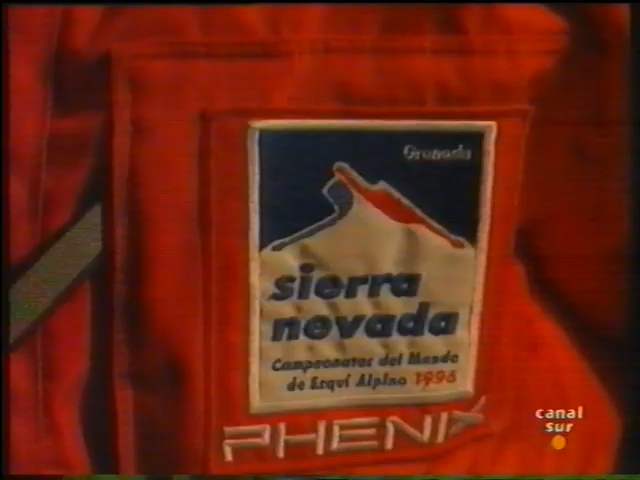 Granada
sierra
nevada
Campeonatos del Mundo
de Esquí Alpino 1996
PHENIX
canal
sur